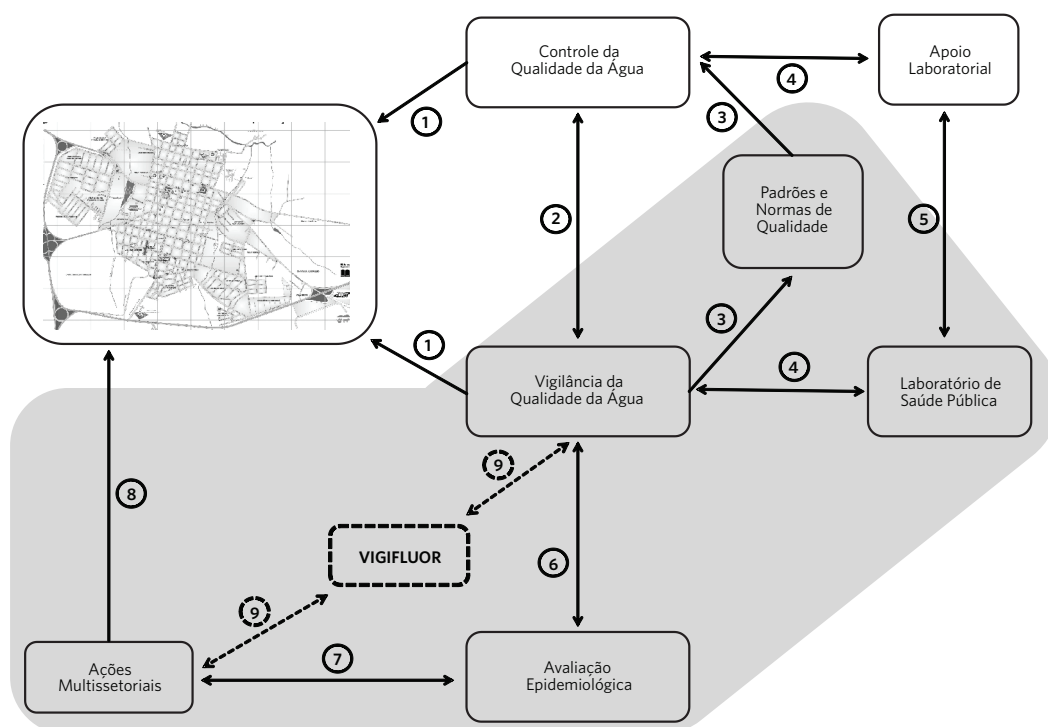 Controle da
Qualidade da Água
Apoio
Laboratorial
4
1
3
Padrões e
Normas de
Qualidade
2
5
3
1
Vigilância da
Qualidade da Água
4
Laboratório de
Saúde Pública
9
8
VIGIFLUOR
6
9
7
Ações
Multissetoriais
Avaliação
Epidemiológica